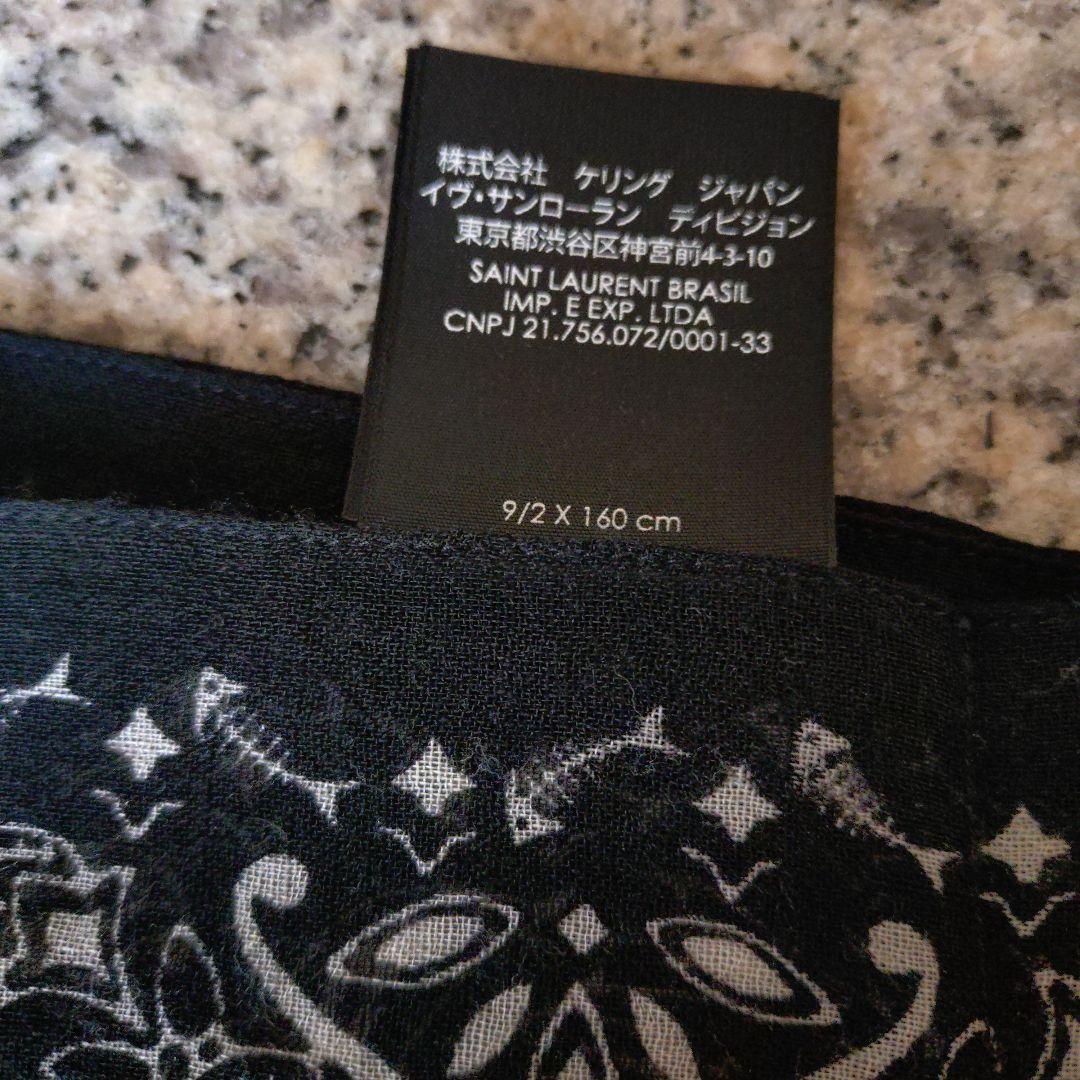 株式会社 ケリング ジャパン
イヴ・サンローラン ディビジョン
東京都渋谷区神宮前4-3-10
SAINT LAURENT BRASIL
IMP. E EXP. LTDA
CNPJ 21.756.072/0001-33
9/2 X 160 cm